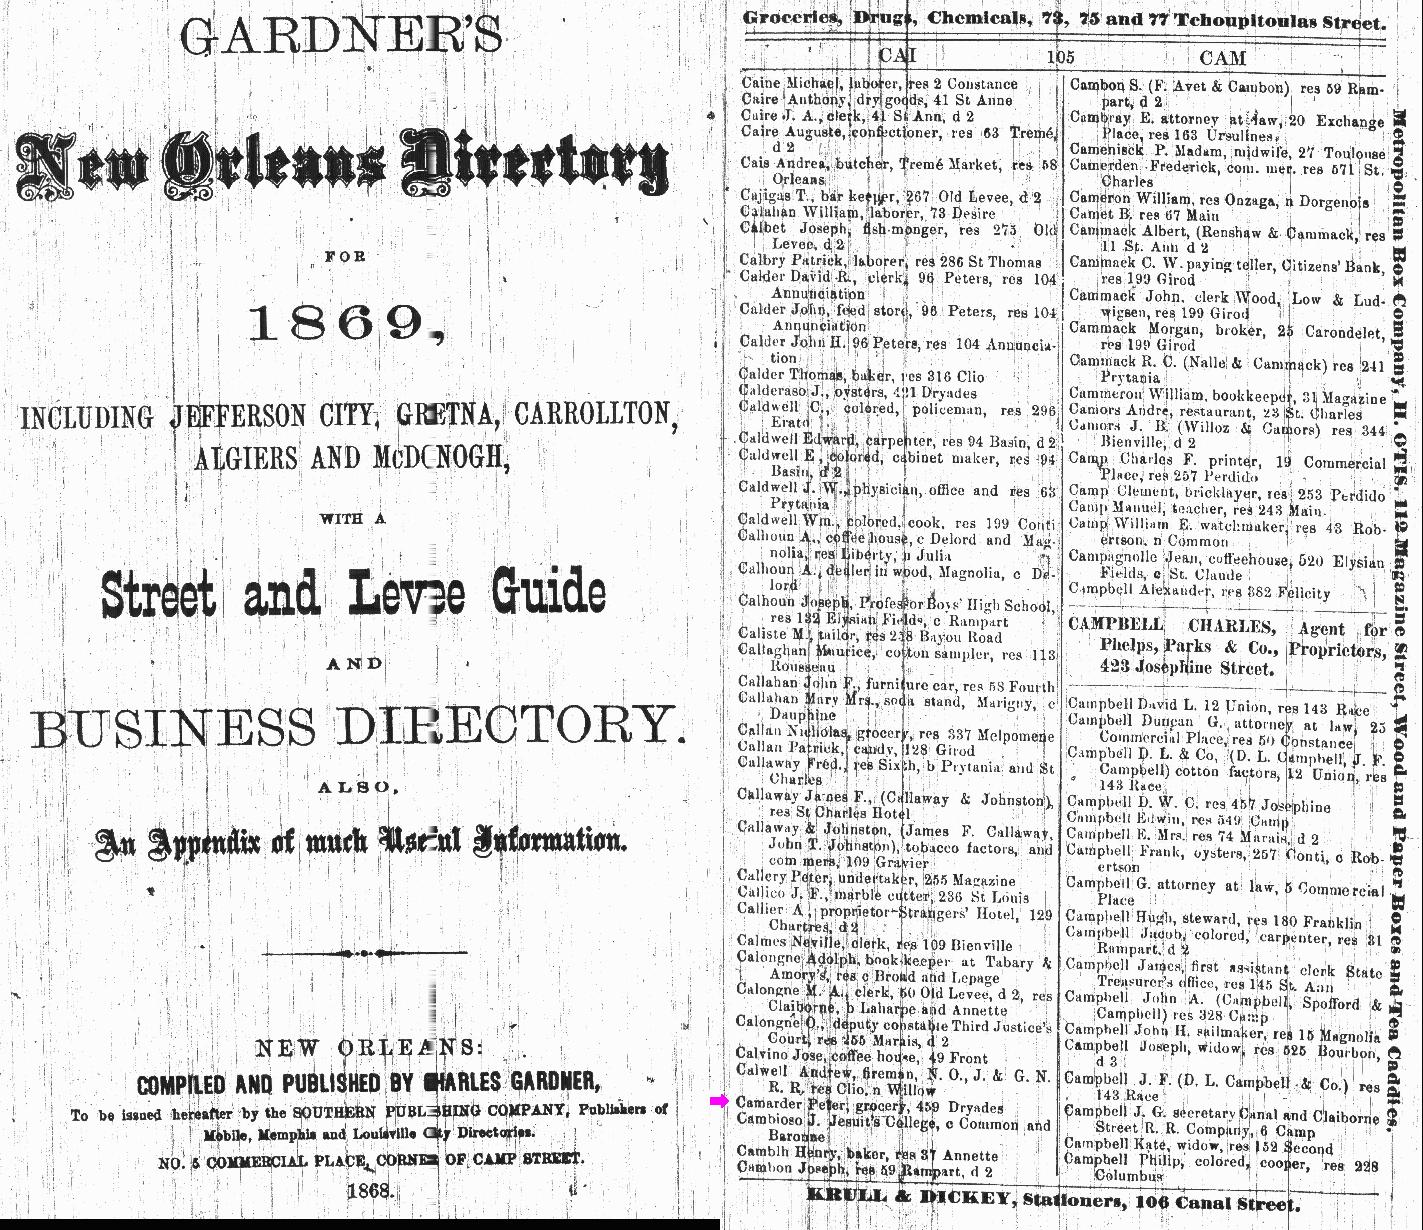 GARDNER'S
New Orleans Directory
FOR
1869,
INCLUDING JEFFERSON CITY, GRETNA, CARROLLTON,
ALGIERS AND McDONOGH,
WITH A
Street and Levee Guide
AND
BUSINESS DIRECTORY.
ALSO,
An Appendix of much Useful Information.
NEW ORLEANS:
COMPILED AND PUBLISHED BY CHARLES GARDNER,
To be issued hereafter by the SOUTHERN PUBLISHING COMPANY, Publishers of
Mobile, Memphis and Louisville City Directories.
NO. 5 COMMERCIAL PLACE, CORNER OF CAMP STREET.
1868.
Groceries, Drugs, Chemicals, 73, 75 and 77 Tchoupitoulas Street.
CAI 105 CAM
Caine Michael, laborer, res 2 Constance
Caire Anthony, dry goods, 41 St Anne
Caire J. A., clerk, 41 St Ann, d 2
Caire Auguste, confectioner, res 63 Tremé,
d 2
Cais Andrea, butcher, Tremé Market, res 58
Orleans
Cajigas T., bar keeper, 267 Old Levee, d 2
Calahan William, laborer, 73 Desire
Calbet Joseph, fish-monger, res 275 Old
Levee, d 2
Calbry Patrick, laborer, res 286 St Thomas
Calder David R., clerk, 96 Peters, res 104
Annunciation
Calder John, feed store, 96 Peters, res 104
Annunciation
Calder John H. 96 Peters, res 104 Annuncia-
tion
Calder Thomas, baker, res 316 Clio
Calderaso J., oysters, 421 Dryades
Caldwell C., colored, policeman, res 296
Erato
Caldwell Edward, carpenter, res 94 Basin, d 2
Caldwell E., colored, cabinet maker, res 94
Basin, d 2
Caldwell J. W., physician, office and res 63
Prytania
Caldwell Wm., colored, cook, res 199 Conti
Calhoun A., coffee house, c Delord and Mag-
nolia, res Liberty, n Julia
Calhoun A., dealer in wood, Magnolia, c De-
lord
Calhoun Joseph, Professor Boys' High School,
res 132 Elysian Fields, c Rampart
Caliste M., tailor, res 258 Bayou Road
Callaghan Maurice, cotton sampler, res 113
Rousseau
Callahan John F., furniture car, res 58 Fourth
Callahan Mary Mrs., soda stand, Marigny, c
Dauphine
Callan Nicholas, grocery, res 337 Melpomene
Callan Patrick, candy, 128 Girod
Callaway Fred., res Sixth, b Prytania and St
Charles
Callaway James F., (Callaway & Johnston),
res St Charles Hotel
Callaway & Johnston, (James F. Callaway,
John T. Johnston), tobacco factors, and
com mers, 109 Gravier
Callery Peter, undertaker, 255 Magazine
Callico J. F., marble cutter, 236 St Louis
Callier A., proprietor Strangers' Hotel, 129
Chartres, d 2
Calmes Neville, clerk, res 109 Bienville
Calongne Adolph, book-keeper at Tabary &
Amory's, res c Broad and Lepage
Calongne M. A., clerk, 50 Old Levee, d 2, res
Claiborne, b Laharpe and Annette
Calongne O., deputy constable Third Justice's
Court, res 255 Marais, d 2
Calvino Jose, coffee house, 49 Front
Calwell Andrew, fireman, N. O., J. & G. N.
R. R. res Clio, n Willow
Camarder Peter, grocery, 459 Dryades
Cambioso J. Jesuit's College, c Common and
Baronne
Camblh Henry, baker, res 37 Annette
Cambon Joseph, res 59 Rampart, d 2
Cambon S. (F. Avet & Cambon) res 59 Ram-
part, d 2
Cambray E. attorney at law, 20 Exchange
Place, res 163 Ursulines
Camenisck P. Madam, midwife, 27 Toulouse
Camerden Frederick, com. mer. res 571 St.
Charles
Cameron William, res Onzaga, n Dorgenois
Camet B. res 67 Main
Cammack Albert, (Renshaw & Cammack, res
11 St. Ann d 2
Cammack C. W. paying teller, Citizens' Bank,
res 199 Girod
Cammack John, clerk Wood, Low & Lud-
wigsen, res 199 Girod
Cammack Morgan, broker, 25 Carondelet,
res 199 Girod
Cammack R. C. (Nalle & Cammack) res 241
Prytania
Cammeron William, bookkeeper, 31 Magazine
Camors Andre, restaurant, 23 St. Charles
Camors J. B. (Willoz & Camors) res 344
Bienville, d 2
Camp Charles F. printer, 19 Commercial
Place, res 257 Perdido
Camp Clement, bricklayer, res 253 Perdido
Camp Manuel, teacher, res 243 Main
Camp William E. watchmaker, res 43 Rob-
ertson, n Common
Campagnolle Jean, coffeehouse, 520 Elysian
Fields, c St. Claude
Campbel Alexander, res 382 Felicity
CAMPBELL CHARLES, Agent for
Phelps, Parks & Co., Proprietors,
423 Josephine Street.
Campbell David L. 12 Union, res 143 Race
Campbell Duncan G. attorney at law, 25
Commercial Place, res 50 Constance
Campbell D. L. & Co, (D. L. Campbell, J. F.
Campbell) cotton factors, 12 Union, res
143 Race
Campbell D. W. C. res 457 Josephine
Campbell Edwin, res 549 Camp
Campbell E. Mrs. res 74 Marais, d 2
Campbell Frank, oysters, 257 Conti, c Rob-
ertson
Campbell G. attorney at law, 5 Commercial
Place
Campbell Hugh, steward, res 180 Franklin
Campbell Jacob, colored, carpenter, res 31
Rampart, d 2
Campbell James, first assistant clerk State
Treasurer's office, res 145 St. Ann
Campbell John A. (Campbell, Spofford &
Campbell) res 328 Camp
Campbell John H. sailmaker, res 15 Magnolia
Campbell Joseph, widow, res 525 Bourbon,
d 3
Campbell J. F. (D. L. Campbell & Co.) res
143 Race
Campbell J. G. secretary Canal and Claiborne
Street R. R. Company, 6 Camp
Campbell Kate, widow, res 152 Second
Campbell Philip, colored, cooper, res 228
Columbus
Metropolitan Box Company, H. OTIS, 112 Magazine Street, Wood and Paper Boxes and Tea Caddies.
KRULL & DICKEY, Stationers, 106 Canal Street.